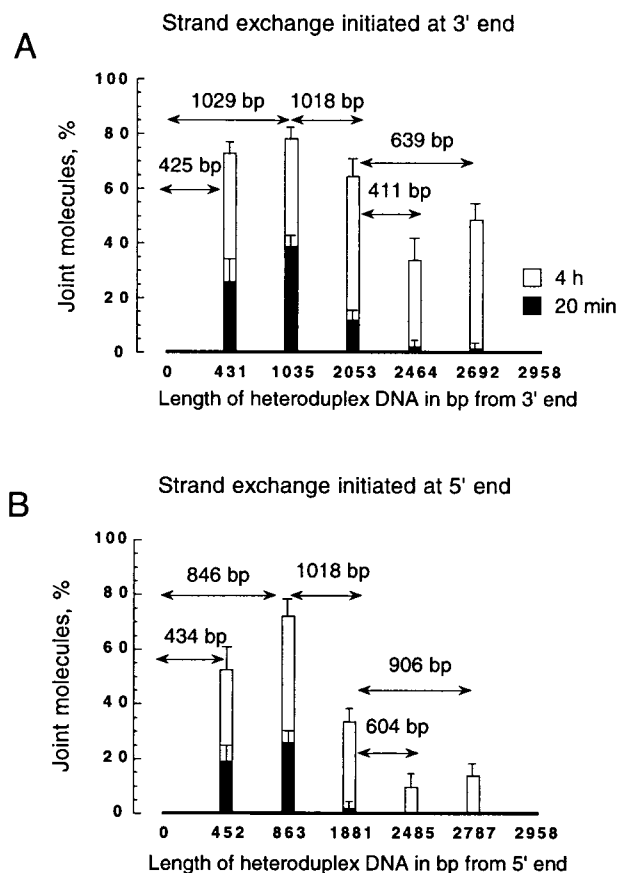 Strand exchange initiated at 3' end
A
100
1029 bp
1018 bp
80
639 bp
425 bp
60
411 bp
40
20
0
Joint molecules, %
4 h
20 min
0 431 1035 2053 2464 2692 2958
Length of heteroduplex DNA in bp from 3' end
Strand exchange initiated at 5' end
B
100
846 bp
1018 bp
80
434 bp
60
906 bp
40
604 bp
20
0
Joint molecules, %
0 452 863 1881 2485 2787 2958
Length of heteroduplex DNA in bp from 5' end